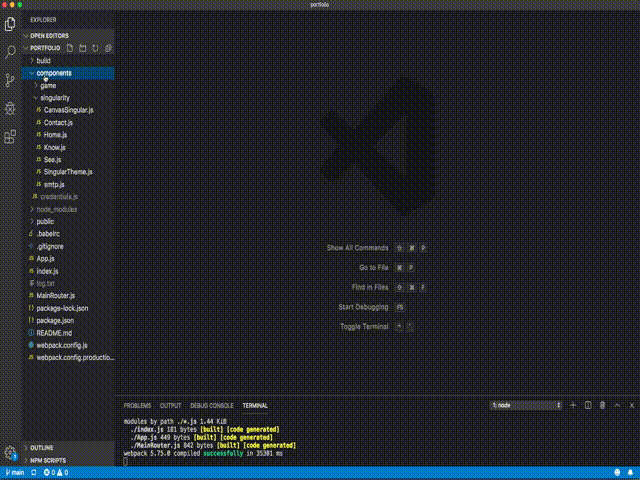 portfolio
EXPLORER
OPEN EDITORS
PORTFOLIO
build
components
game
singularity
JS CanvasSingular.js
JS Contact.js
JS Home.js
JS Know.js
JS See.js
JS SingularTheme.js
JS smtp.js
JS credentials.js
node_modules
public
.babelrc
.gitignore
JS App.js
JS index.js
log.txt
JS MainRouter.js
package-lock.json
package.json
README.md
webpack.config.js
JS webpack.config.productio...
OUTLINE
NPM SCRIPTS
Show All Commands ⇧ ⌘ P
Go to File ⌘ P
Find in Files ⇧ ⌘ F
Start Debugging F5
Toggle Terminal ^ `
PROBLEMS OUTPUT DEBUG CONSOLE TERMINAL 1: node
modules by path ./*.js 1.44 KiB
./index.js 181 bytes [built] [code generated]
./App.js 449 bytes [built] [code generated]
./MainRouter.js 842 bytes [built] [code generated]
webpack 5.75.0 compiled successfully in 35301 ms
main 0 0